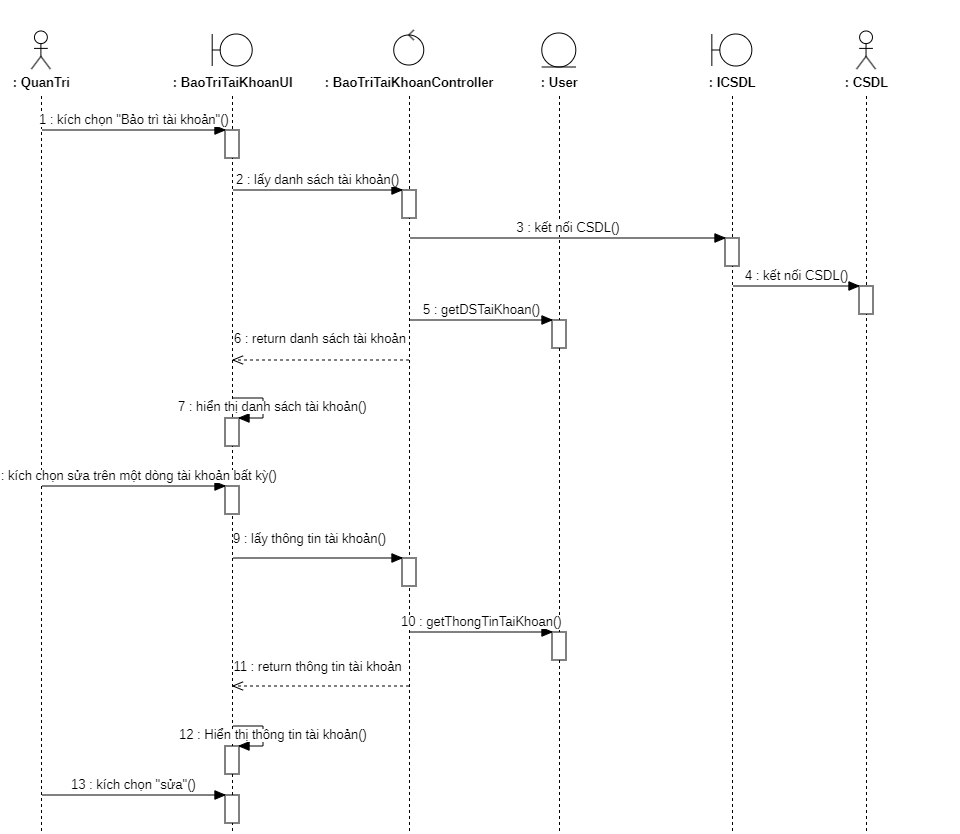 : QuanTri
: BaoTriTaiKhoanUI
: BaoTriTaiKhoanController
: User
: ICSDL
: CSDL
1 : kích chọn "Bảo trì tài khoản"()
2 : lấy danh sách tài khoản()
3 : kết nối CSDL()
4 : kết nối CSDL()
5 : getDSTaiKhoan()
6 : return danh sách tài khoản
7 : hiển thị danh sách tài khoản()
: kích chọn sửa trên một dòng tài khoản bất kỳ()
9 : lấy thông tin tài khoản()
10 : getThongTinTaiKhoan()
11 : return thông tin tài khoản
12 : Hiển thị thông tin tài khoản()
13 : kích chọn "sửa"()